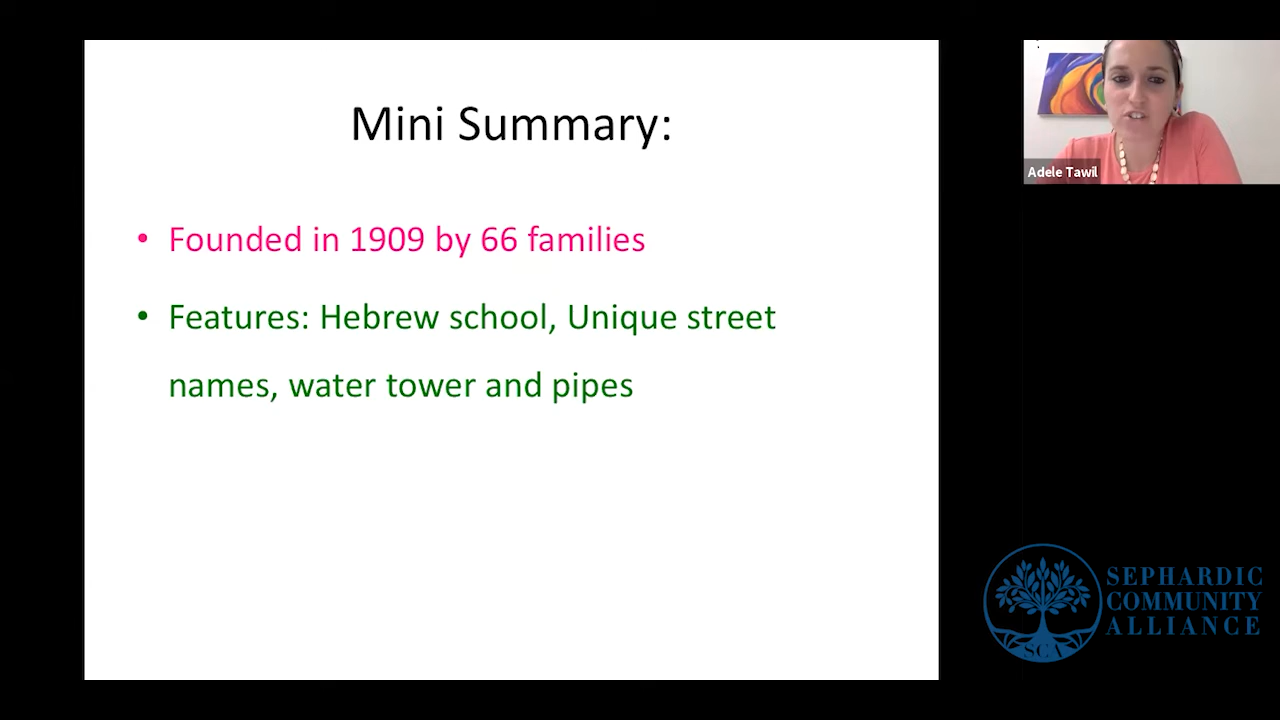 Mini Summary:
• Founded in 1909 by 66 families
• Features: Hebrew school, Unique street
names, water tower and pipes
Adele Tawil
SEPHARDIC
COMMUNITY
ALLIANCE
SCA